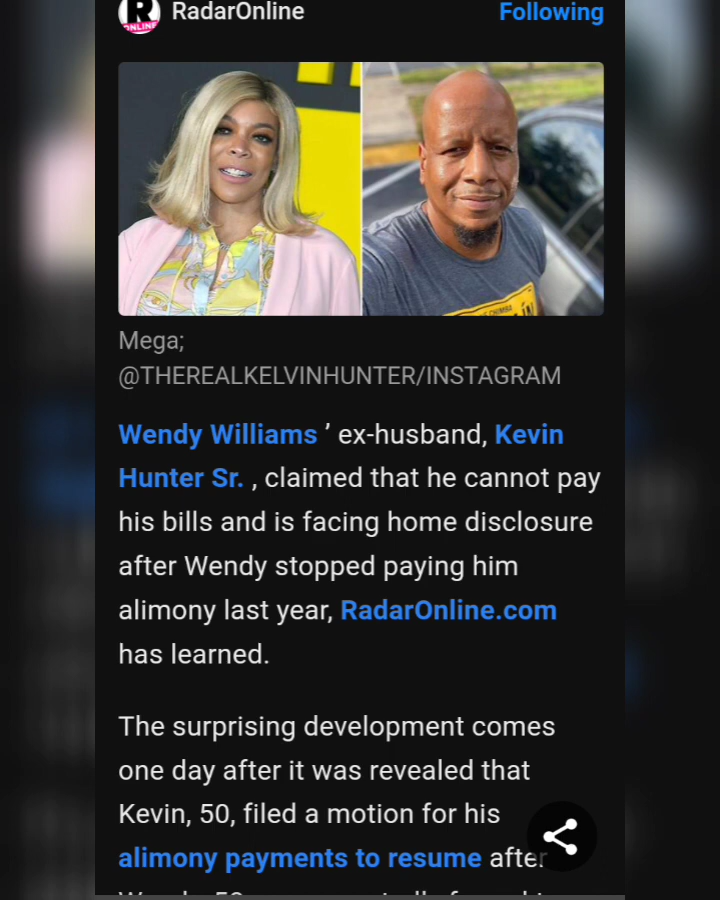 R
ONLINE
RadarOnline
Following
Mega;
@THEREALKELVINHUNTER/INSTAGRAM
Wendy Williams ’ ex-husband, Kevin
Hunter Sr. , claimed that he cannot pay
his bills and is facing home disclosure
after Wendy stopped paying him
alimony last year, RadarOnline.com
has learned.
The surprising development comes
one day after it was revealed that
Kevin, 50, filed a motion for his
alimony payments to resume after